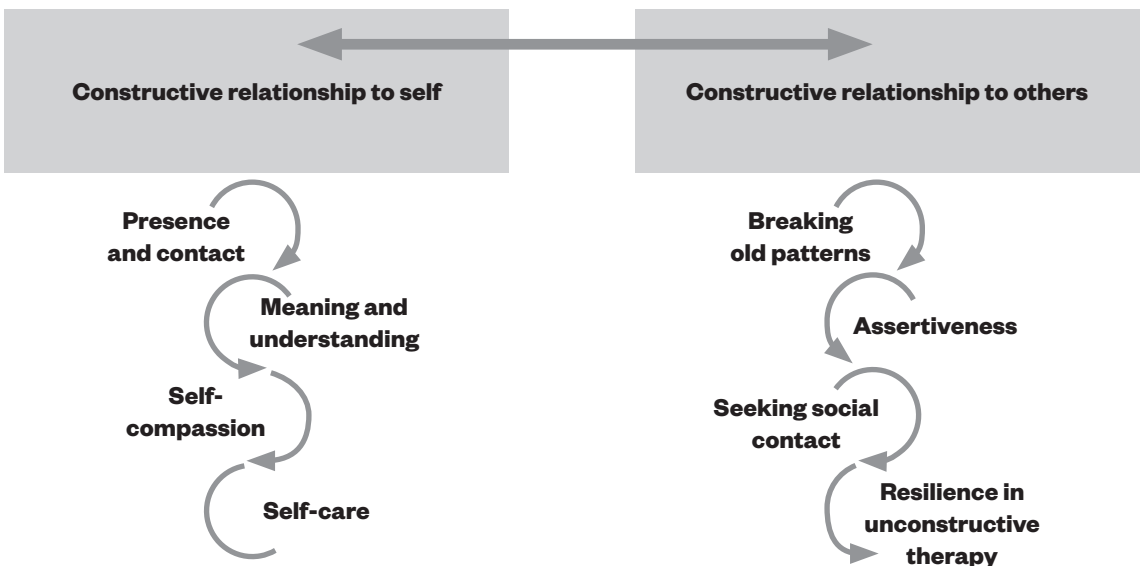 Constructive relationship to self
Constructive relationship to others
Presence
and contact
Meaning and
understanding
Self-
compassion
Self-care
Breaking
old patterns
Assertiveness
Seeking social
contact
Resilience in
unconstructive
therapy